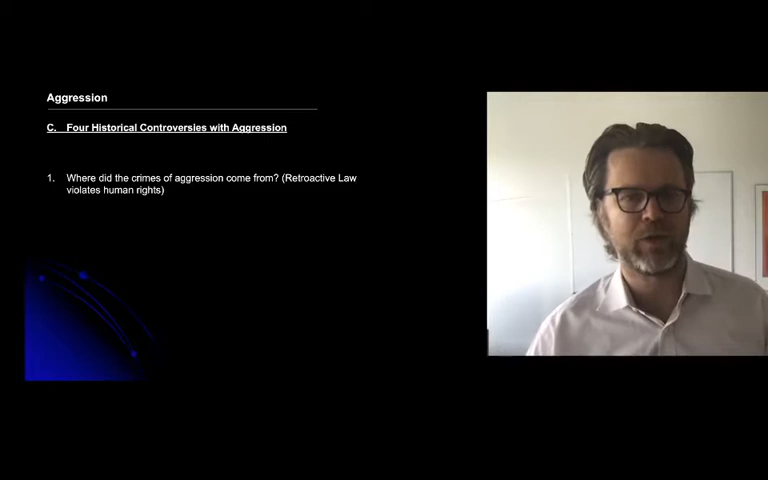 Aggression
C. Four Historical Controversies with Aggression
1. Where did the crimes of aggression come from? (Retroactive Law
violates human rights)